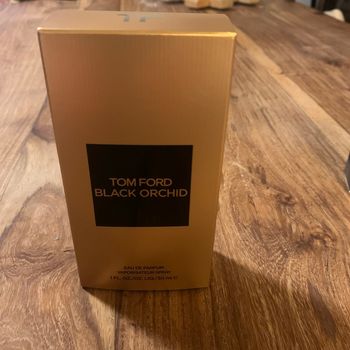 TOM FORD
BLACK ORCHID
EAU DE PARFUM
VAPORISATEUR SPRAY